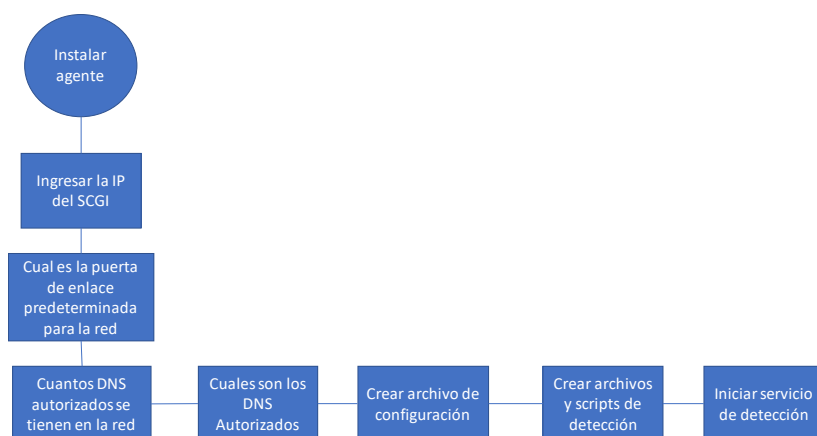 Instalar
agente
Ingresar la IP
del SCGI
Cual es la puerta
de enlace
predeterminada
para la red
Cuantos DNS
autorizados se
tienen en la red
Cuales son los
DNS
Autorizados
Crear archivo de
configuración
Crear archivos
y scripts de
detección
Iniciar servicio
de detección